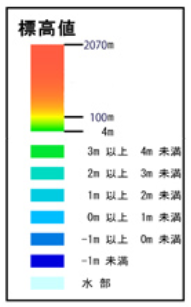 標高値
2070m
100m
4m
3m 以上 4m 未満
2m 以上 3m 未満
1m 以上 2m 未満
0m 以上 1m 未満
-1m 以上 0m 未満
-1m 未満
水 部